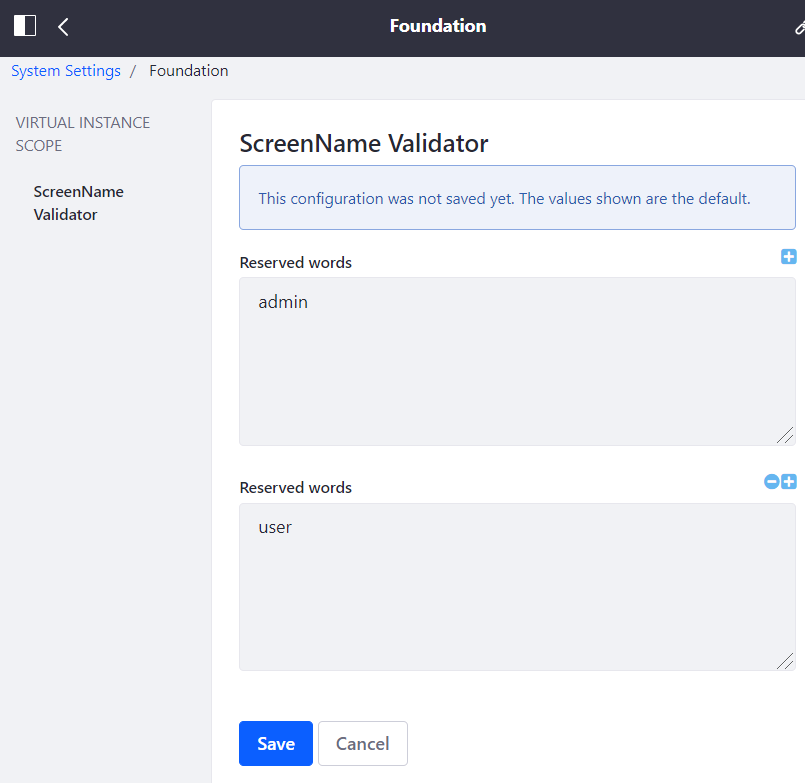 Foundation
System Settings / Foundation
VIRTUAL INSTANCE
SCOPE
ScreenName
Validator
ScreenName Validator
This configuration was not saved yet. The values shown are the default.
Reserved words
admin
Reserved words
user
Save
Cancel